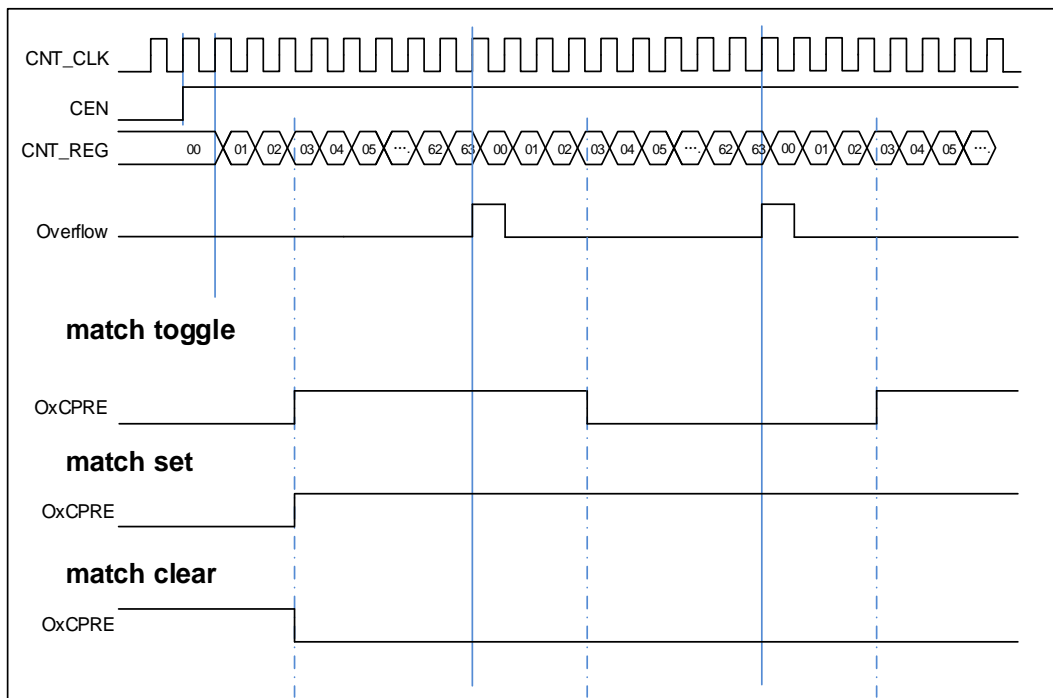 CNT_CLK
CEN
CNT_REG 00 01 02 03 04 05 ···. 62 63 00 01 02 03 04 05 ···. 62 63 00 01 02 03 04 05 ···.
Overflow
match toggle
OxCPRE
match set
OxCPRE
match clear
OxCPRE